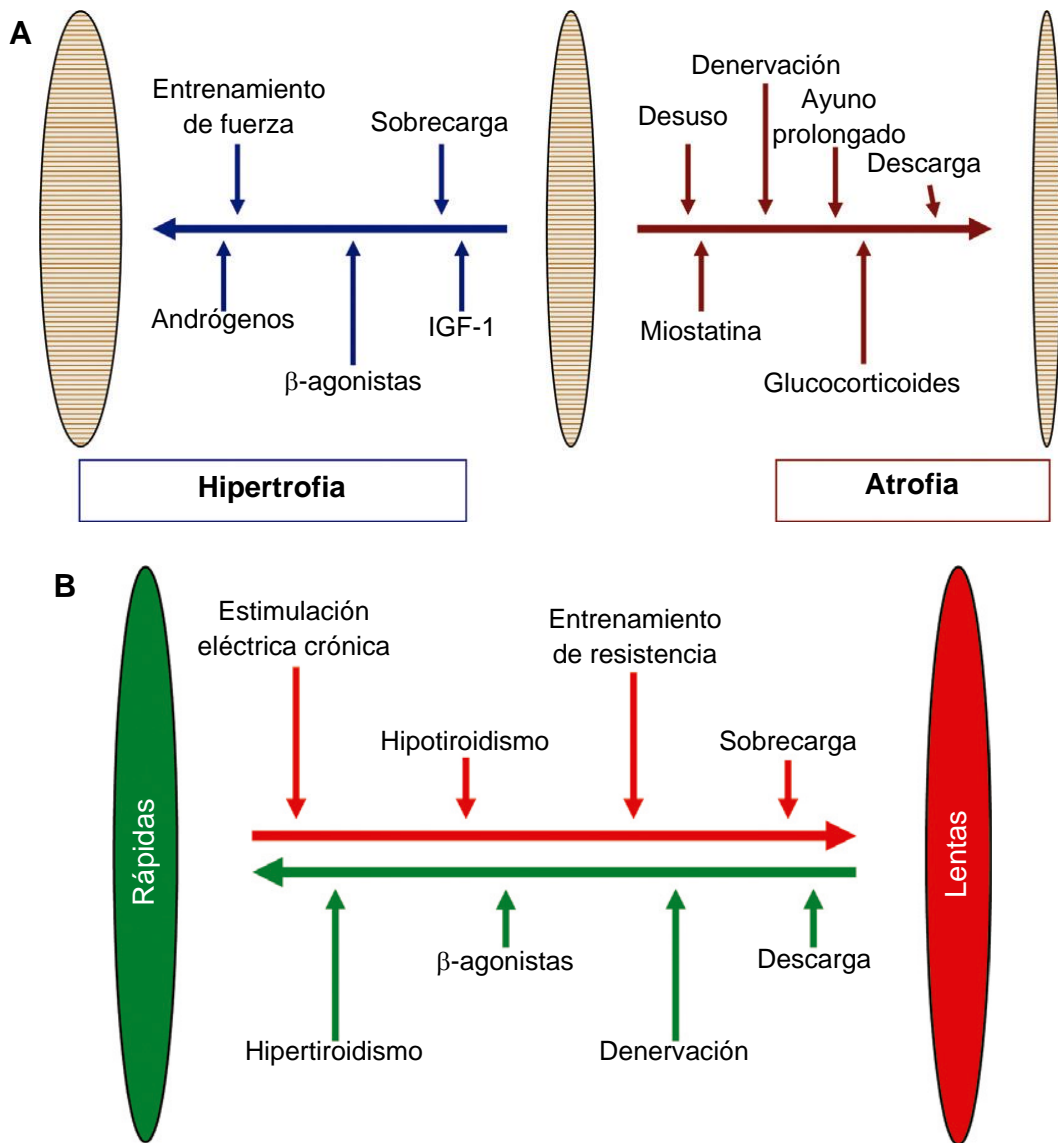 A
Entrenamiento
de fuerza
Sobrecarga
Andrógenos
β-agonistas
IGF-1
Hipertrofia
Denervación
Desuso
Ayuno
prolongado
Descarga
Miostatina
Glucocorticoides
Atrofia
B
Rápidas
Estimulación
eléctrica crónica
Hipotiroidismo
Entrenamiento
de resistencia
Sobrecarga
Hipertiroidismo
β-agonistas
Denervación
Descarga
Lentas